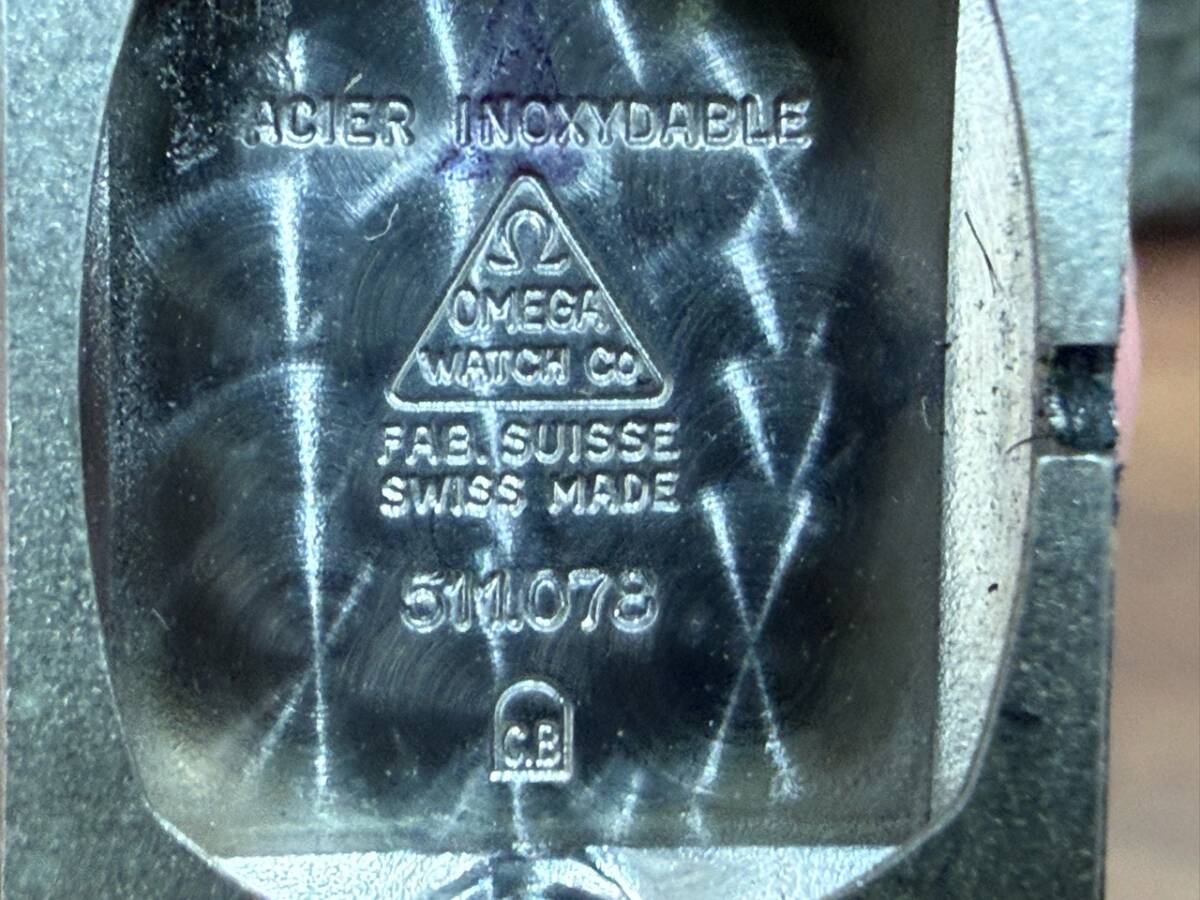 ACIER INOXYDABLE
Ω
OMEGA
WATCH Co
FAB. SUISSE
SWISS MADE
511.078
C.B